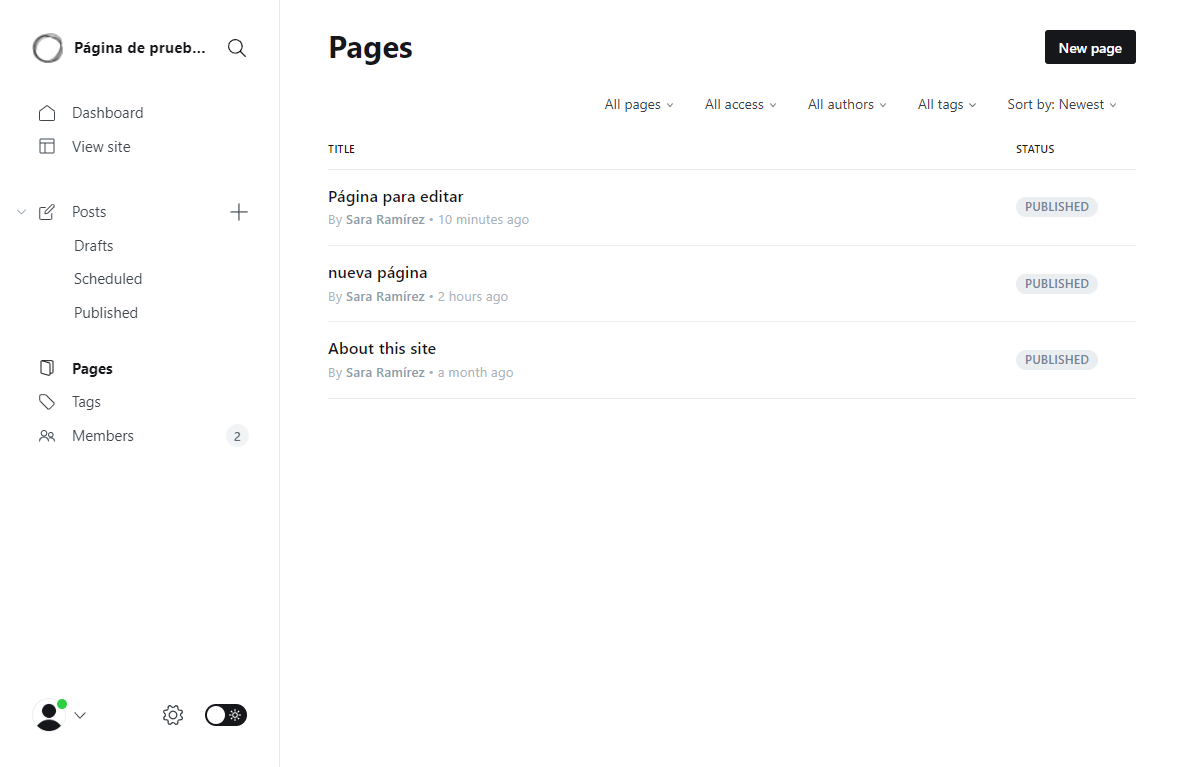 Página de prueb...
Dashboard
View site
Posts
Drafts
Scheduled
Published
Pages
Tags
Members 2
Pages
New page
All pages All access All authors All tags Sort by: Newest
TITLE STATUS
Página para editar
By Sara Ramírez • 10 minutes ago
PUBLISHED
nueva página
By Sara Ramírez • 2 hours ago
PUBLISHED
About this site
By Sara Ramírez • a month ago
PUBLISHED